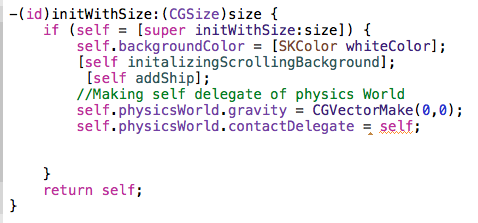 -(id)initWithSize:(CGSize)size {
    if (self = [super initWithSize:size]) {
        self.backgroundColor = [SKColor whiteColor];
        [self initalizingScrollingBackground];
         [self addShip];
        //Making self delegate of physics World
        self.physicsWorld.gravity = CGVectorMake(0,0);
        self.physicsWorld.contactDelegate = self;
    }
    return self;
}